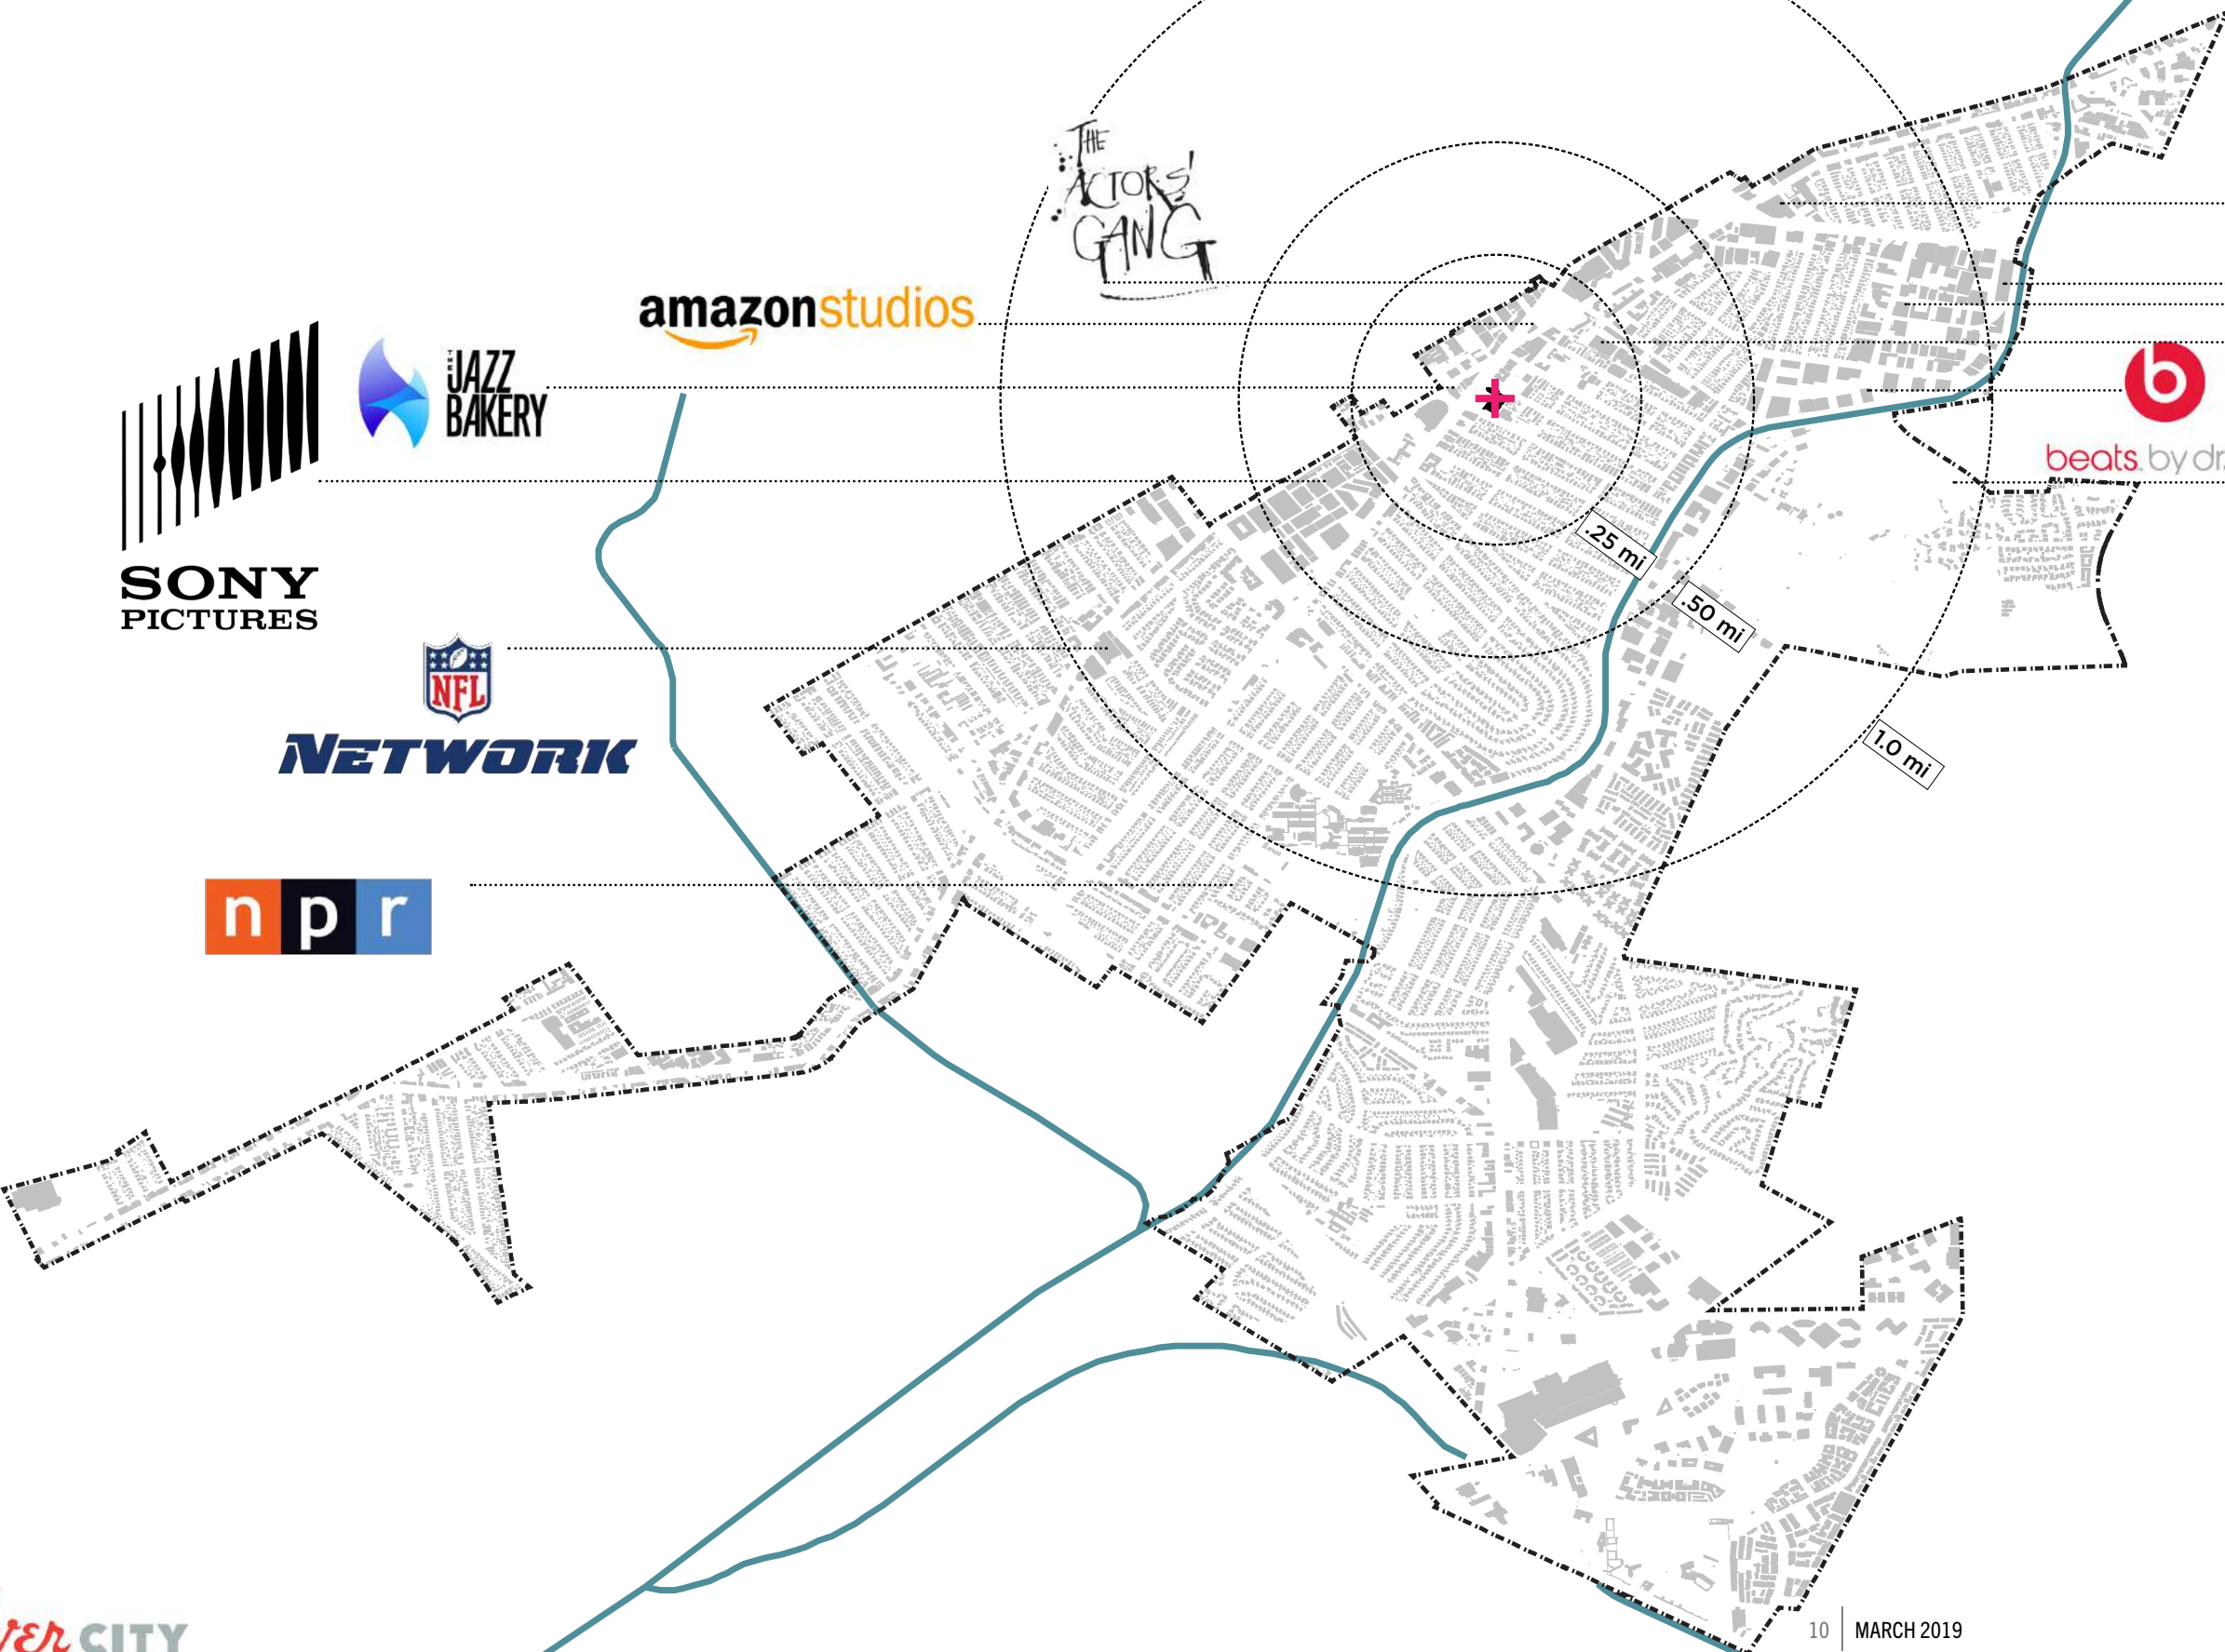 THE
ACTORS'
GANG
amazonstudios
THE
JAZZ
BAKERY
b
beats by dr.
SONY
PICTURES
.25 mi
.50 mi
NFL
NETWORK
1.0 mi
npr
CITY
10 | MARCH 2019